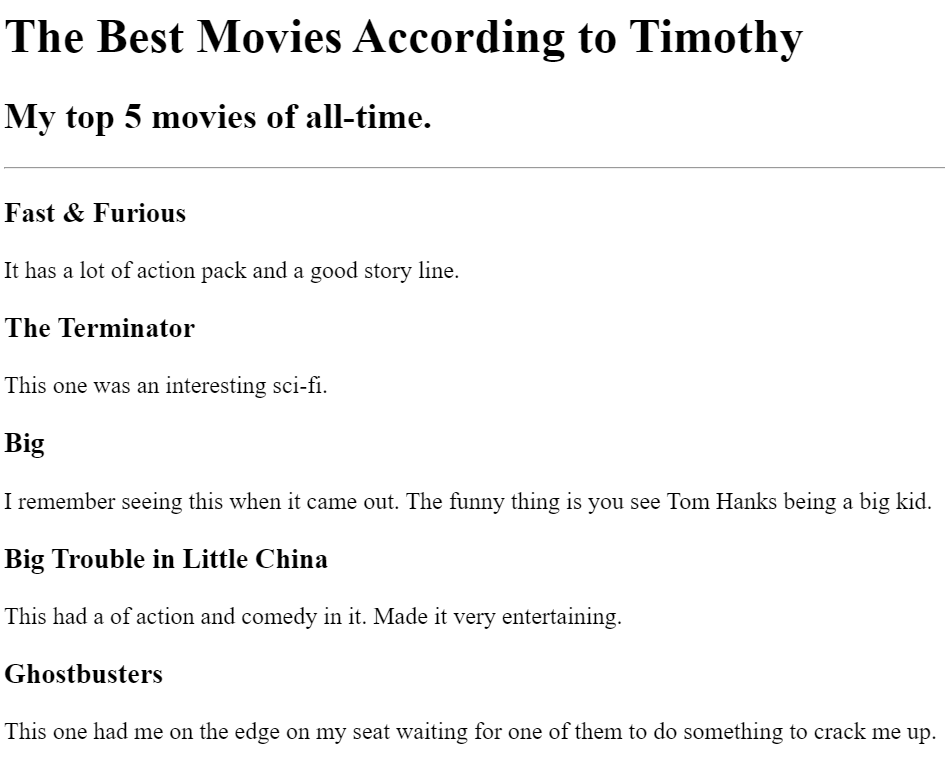 The Best Movies According to Timothy
My top 5 movies of all-time.
Fast & Furious
It has a lot of action pack and a good story line.
The Terminator
This one was an interesting sci-fi.
Big
I remember seeing this when it came out. The funny thing is you see Tom Hanks being a big kid.
Big Trouble in Little China
This had a of action and comedy in it. Made it very entertaining.
Ghostbusters
This one had me on the edge on my seat waiting for one of them to do something to crack me up.